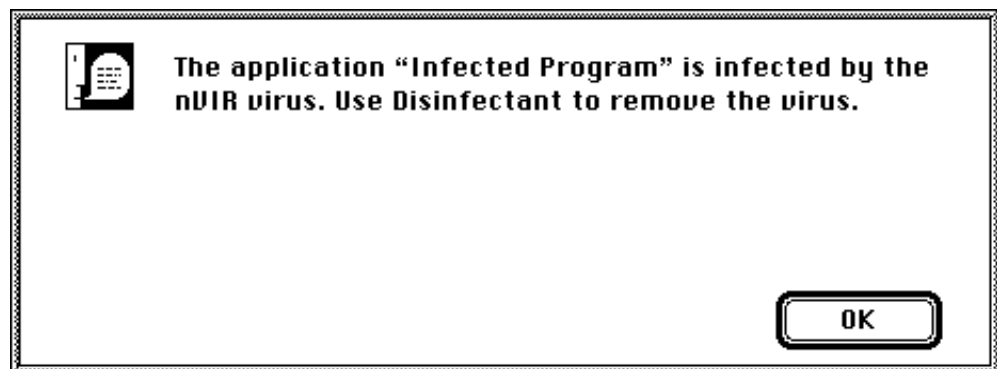 The application “Infected Program” is infected by the
nVIR virus. Use Disinfectant to remove the virus.
OK